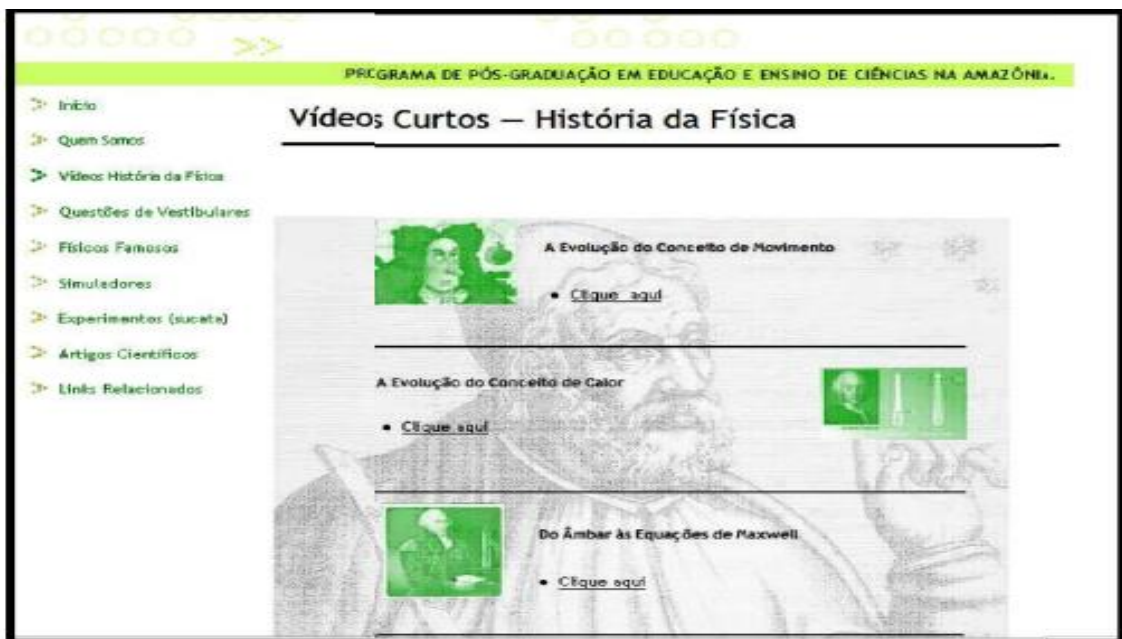 >>
PROGRAMA DE PÓS-GRADUAÇÃO EM EDUCAÇÃO E ENSINO DE CIÊNCIAS NA AMAZÔNIA.
Início
Quem Somos
Vídeos História da Física
Questões de Vestibulares
Físicos Famosos
Simuladores
Experimentos (sucata)
Artigos Científicos
Links Relacionados
Vídeos Curtos — História da Física
A Evolução do Conceito de Movimento
• Clique aqui
A Evolução do Conceito de Calor
• Clique aqui
Do Âmbar às Equações de Maxwell
• Clique aqui